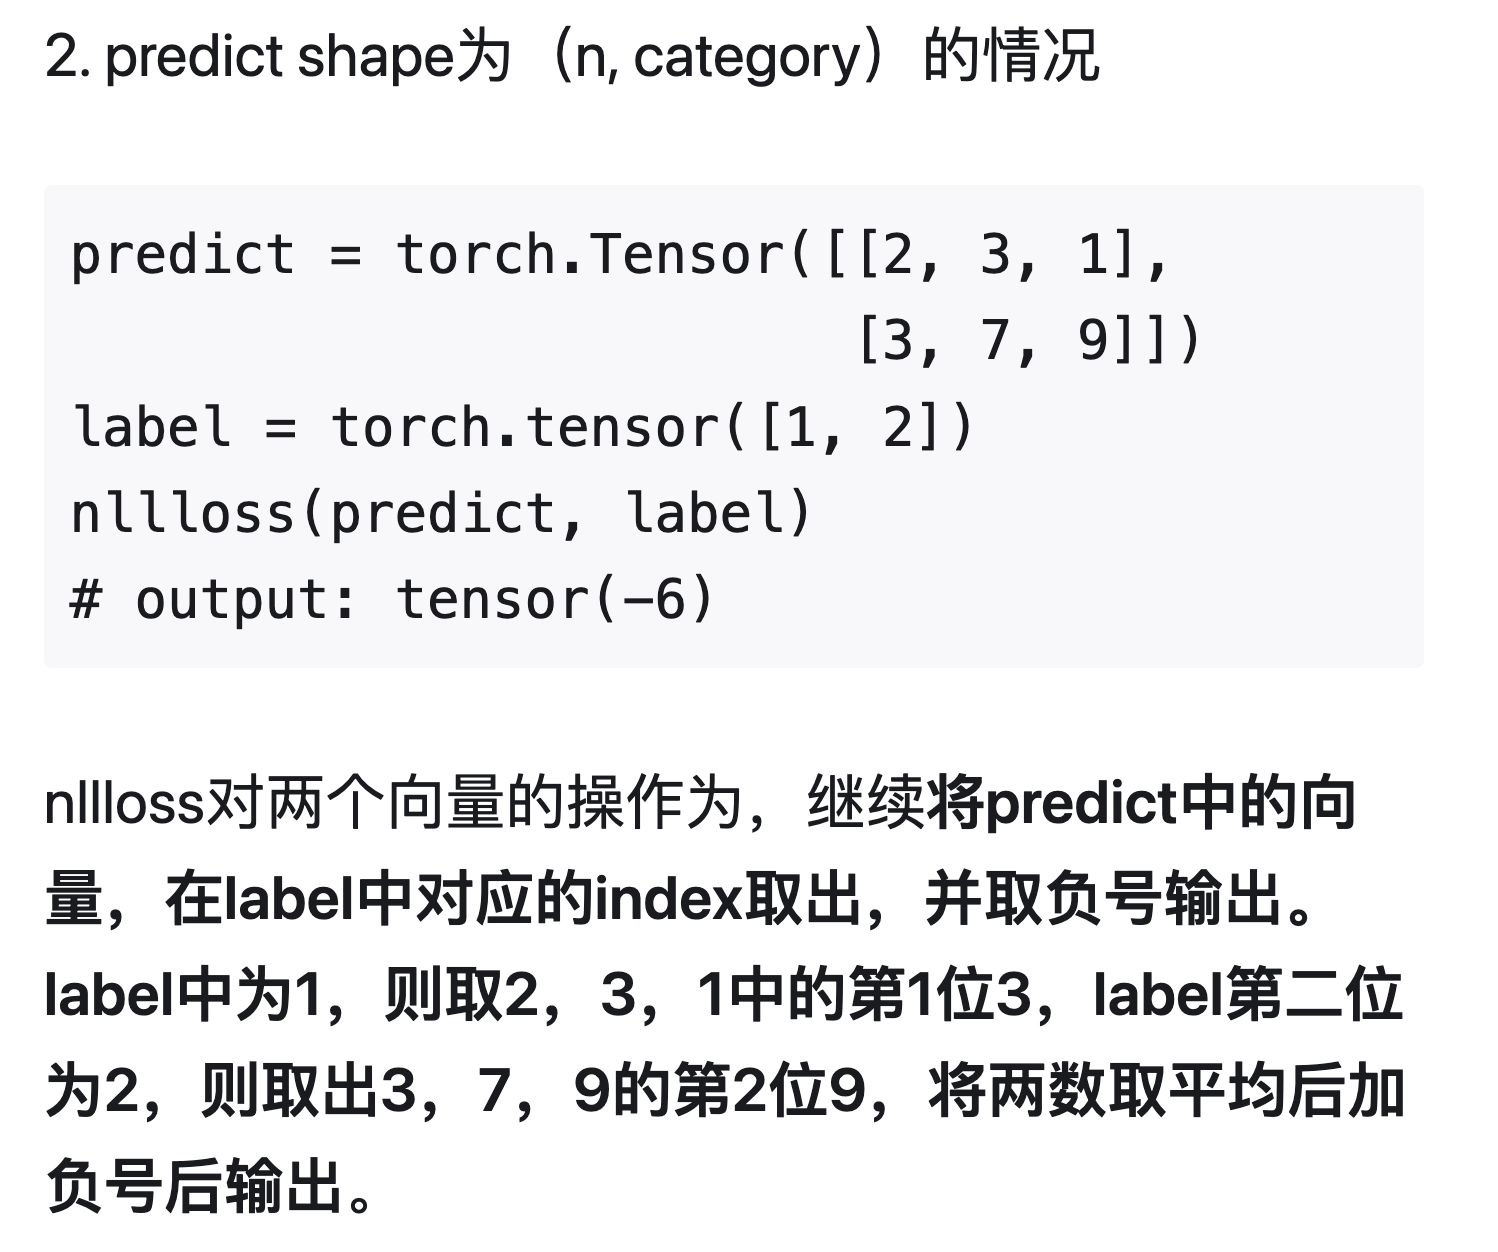 2. predict shape为（n, category）的情况
predict = torch.Tensor([[2, 3, 1],
                        [3, 7, 9]])
label = torch.tensor([1, 2])
nllloss(predict, label)
# output: tensor(-6)
nllloss对两个向量的操作为，继续将predict中的向
量，在label中对应的index取出，并取负号输出。
label中为1，则取2，3，1中的第1位3，label第二位
为2，则取出3，7，9的第2位9，将两数取平均后加
负号后输出。